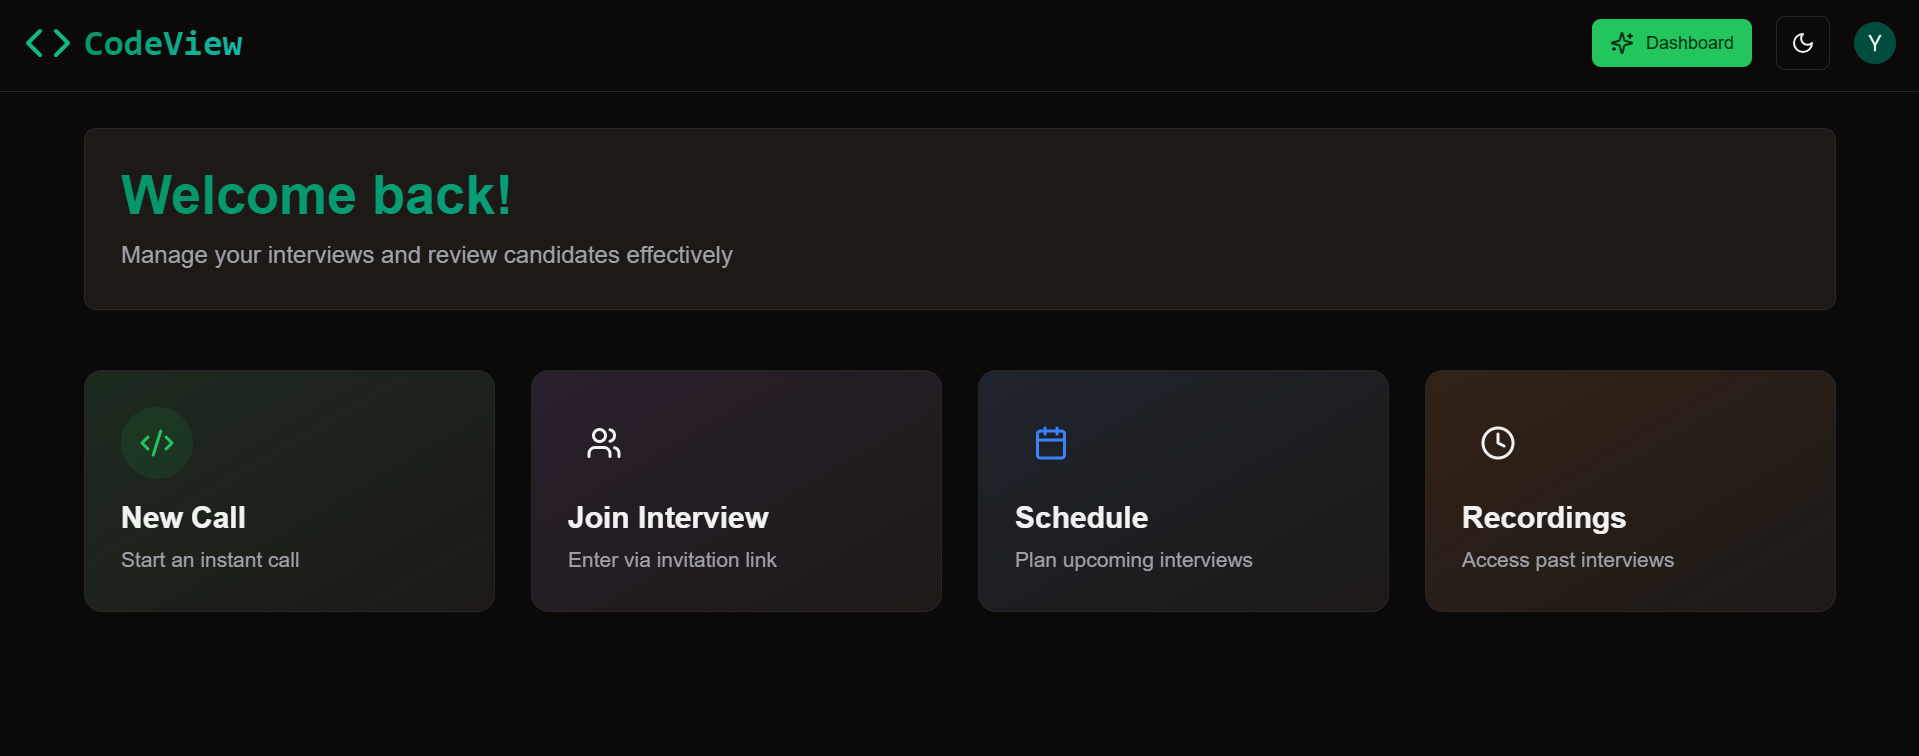 CodeView
Dashboard
Y
Welcome back!
Manage your interviews and review candidates effectively
New Call
Start an instant call
Join Interview
Enter via invitation link
Schedule
Plan upcoming interviews
Recordings
Access past interviews